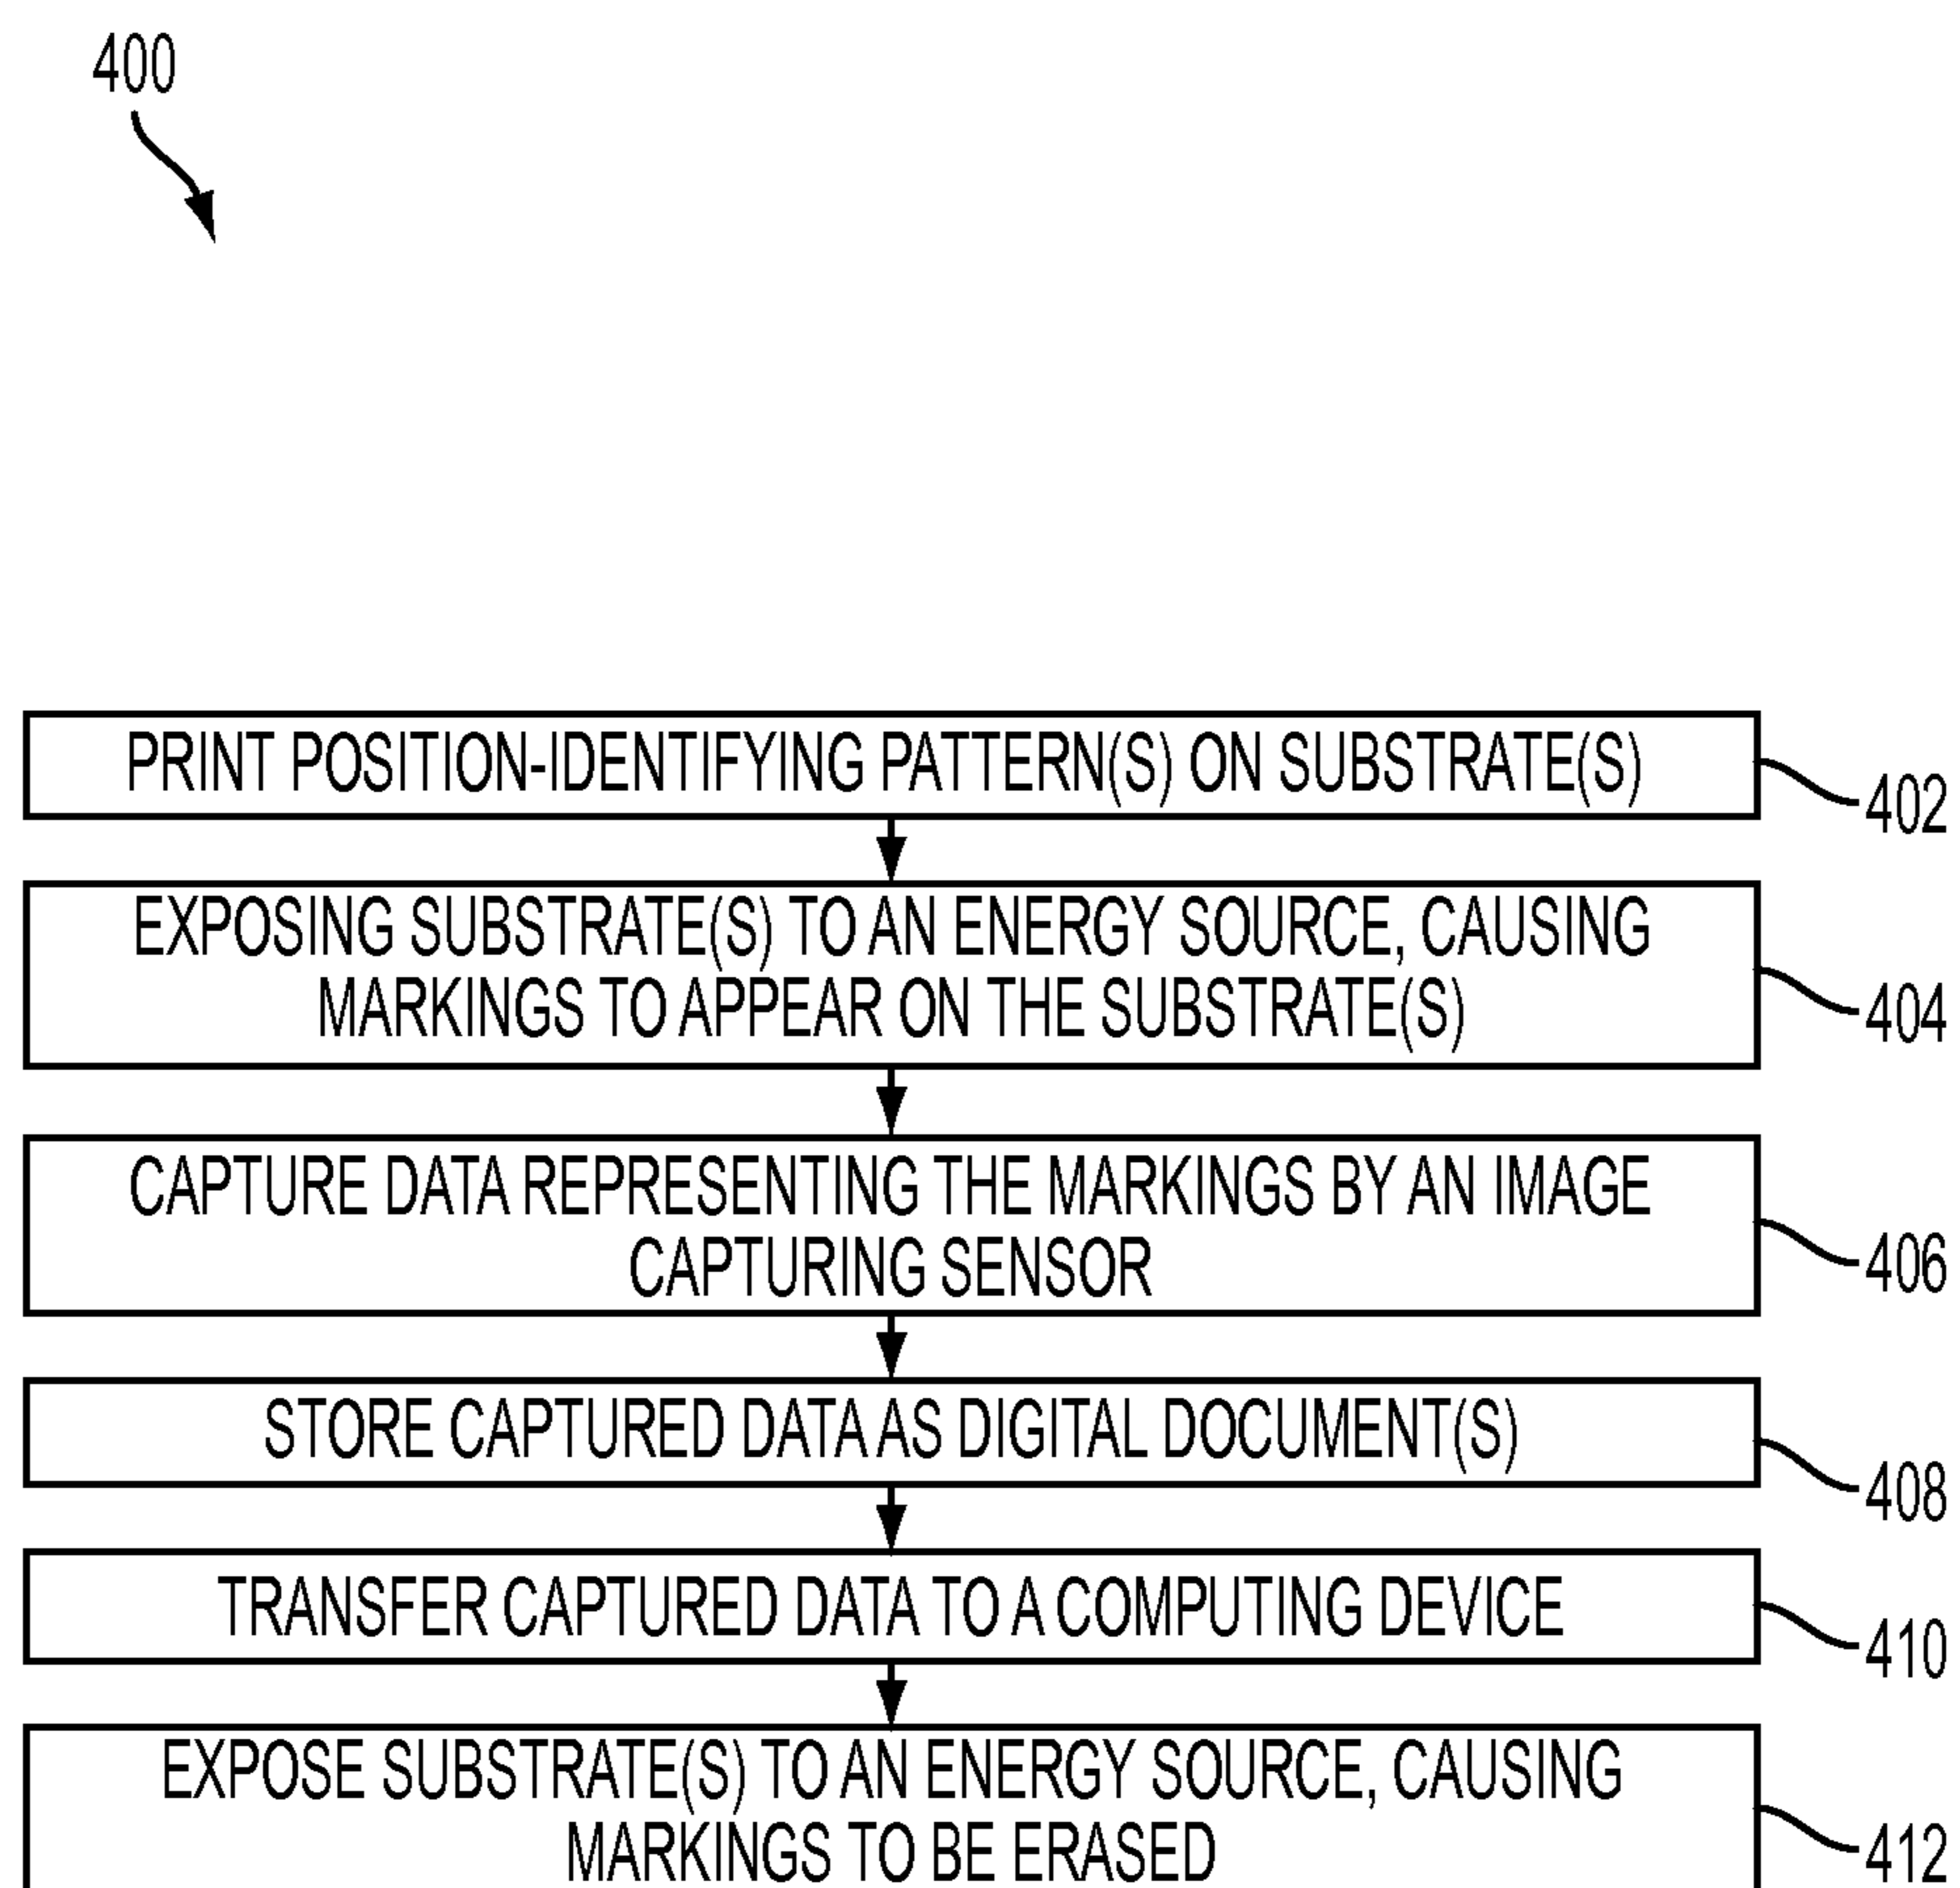 400
PRINT POSITION-IDENTIFYING PATTERN(S) ON SUBSTRATE(S)
402
EXPOSING SUBSTRATE(S) TO AN ENERGY SOURCE, CAUSING
MARKINGS TO APPEAR ON THE SUBSTRATE(S)
404
CAPTURE DATA REPRESENTING THE MARKINGS BY AN IMAGE
CAPTURING SENSOR
406
STORE CAPTURED DATA AS DIGITAL DOCUMENT(S)
408
TRANSFER CAPTURED DATA TO A COMPUTING DEVICE
410
EXPOSE SUBSTRATE(S) TO AN ENERGY SOURCE, CAUSING
MARKINGS TO BE ERASED
412